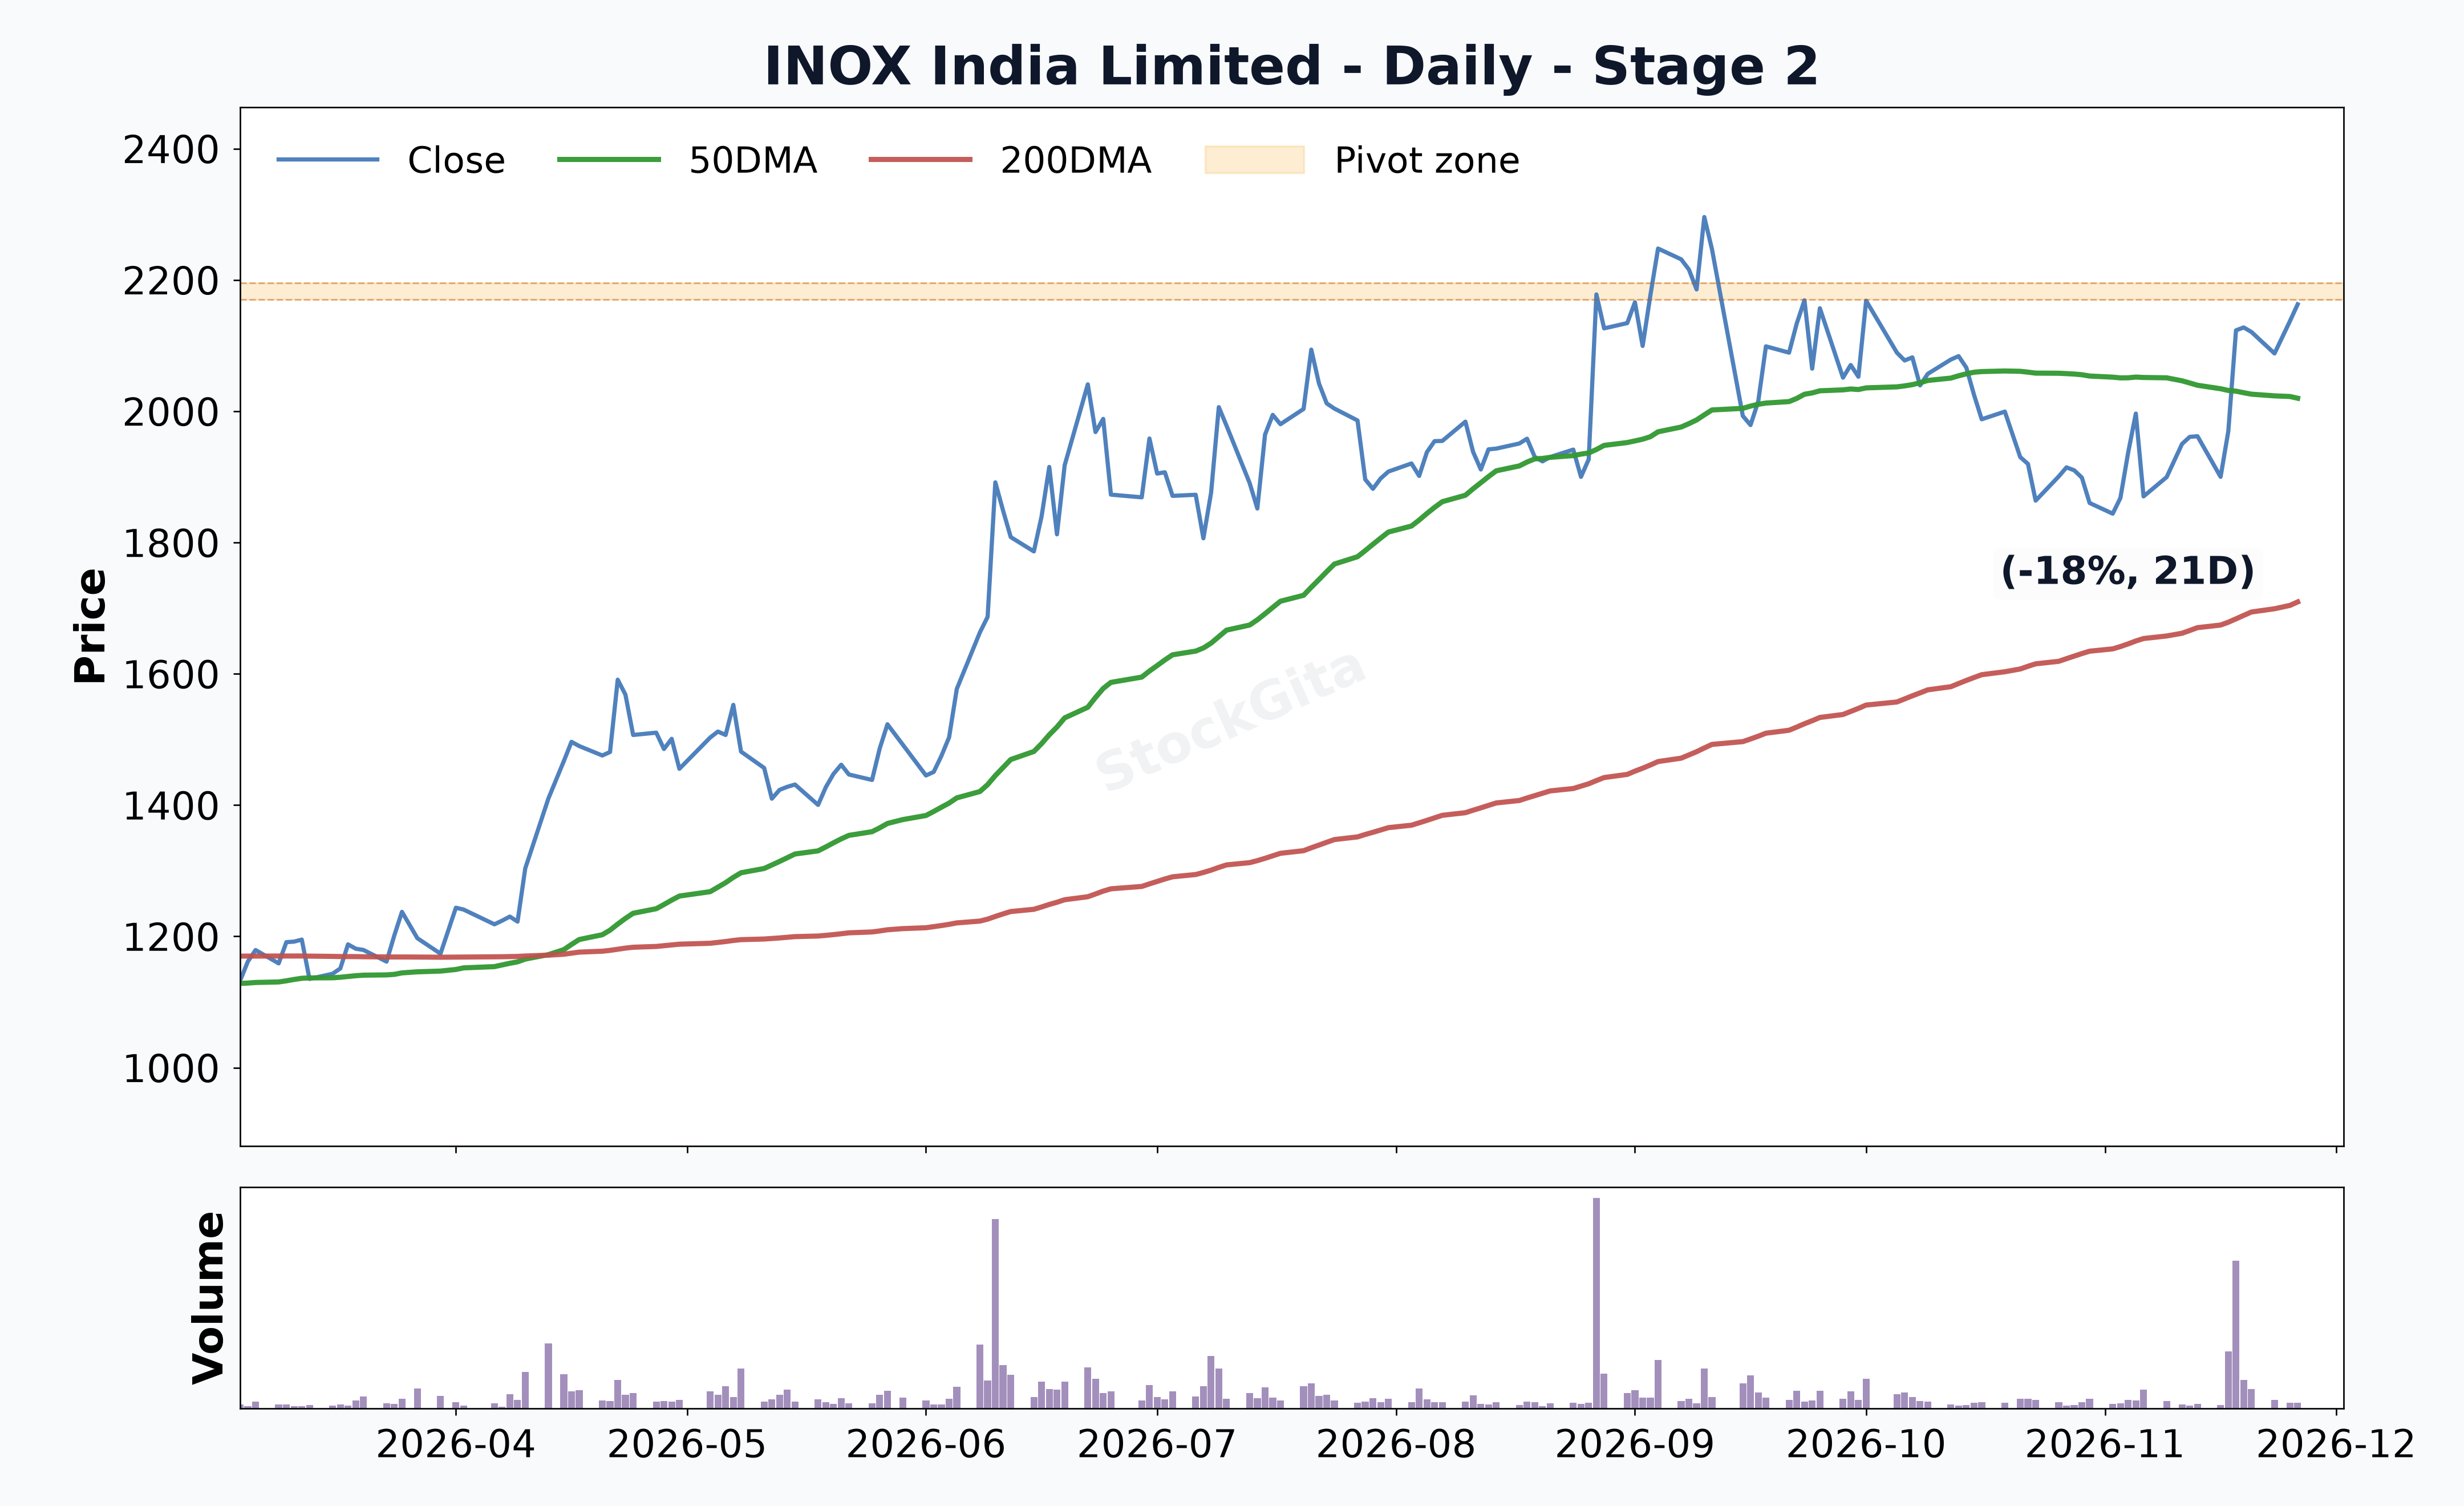 INOX India Limited - Daily - Stage 2
Close 50DMA 200DMA Pivot zone
2400
2200
2000
1800
1600
1400
1200
1000
Price
(-18%, 21D)
StockGita
Volume
2026-04 2026-05 2026-06 2026-07 2026-08 2026-09 2026-10 2026-11 2026-12